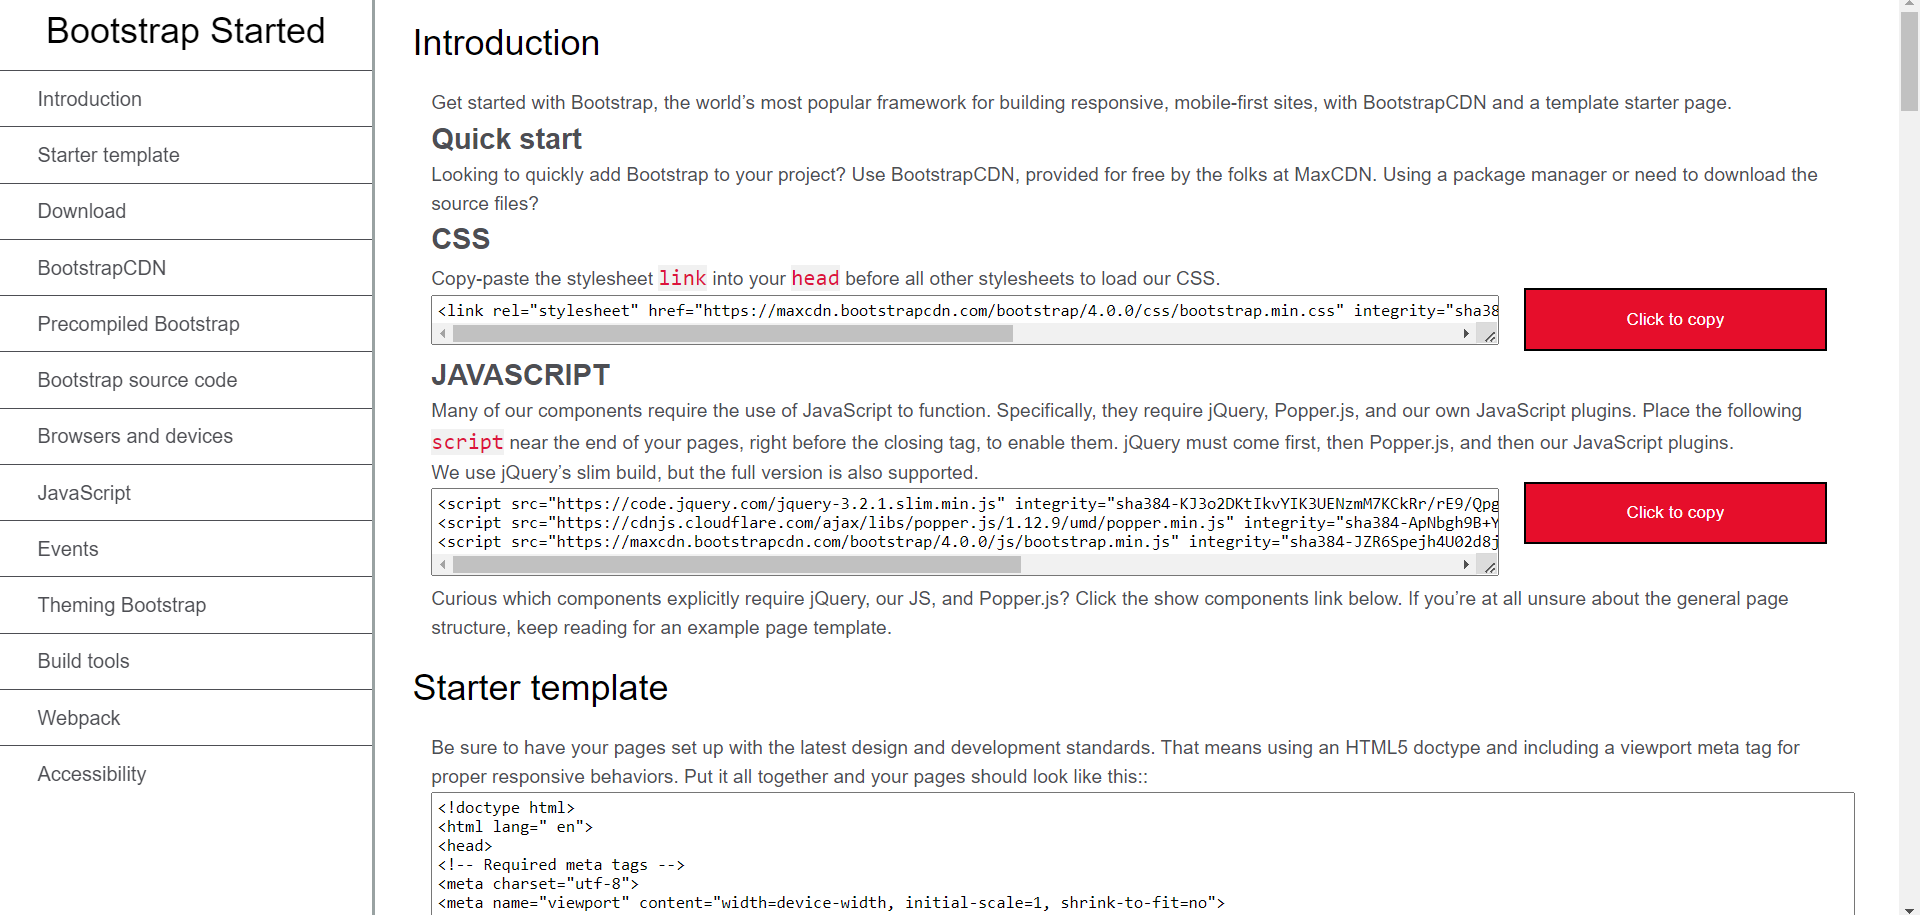 Bootstrap Started
Introduction
Starter template
Download
BootstrapCDN
Precompiled Bootstrap
Bootstrap source code
Browsers and devices
JavaScript
Events
Theming Bootstrap
Build tools
Webpack
Accessibility
Introduction
Get started with Bootstrap, the world’s most popular framework for building responsive, mobile-first sites, with BootstrapCDN and a template starter page.
Quick start
Looking to quickly add Bootstrap to your project? Use BootstrapCDN, provided for free by the folks at MaxCDN. Using a package manager or need to download the
source files?
CSS
Copy-paste the stylesheet link into your head before all other stylesheets to load our CSS.
<link rel="stylesheet" href="https://maxcdn.bootstrapcdn.com/bootstrap/4.0.0/css/bootstrap.min.css" integrity="sha38
Click to copy
JAVASCRIPT
Many of our components require the use of JavaScript to function. Specifically, they require jQuery, Popper.js, and our own JavaScript plugins. Place the following
script near the end of your pages, right before the closing tag, to enable them. jQuery must come first, then Popper.js, and then our JavaScript plugins.
We use jQuery’s slim build, but the full version is also supported.
<script src="https://code.jquery.com/jquery-3.2.1.slim.min.js" integrity="sha384-KJ3o2DKtIkvYIK3UENzmM7KCkRr/rE9/Qpg
<script src="https://cdnjs.cloudflare.com/ajax/libs/popper.js/1.12.9/umd/popper.min.js" integrity="sha384-ApNbgh9B+Y
<script src="https://maxcdn.bootstrapcdn.com/bootstrap/4.0.0/js/bootstrap.min.js" integrity="sha384-JZR6Spejh4U02d8j
Click to copy
Curious which components explicitly require jQuery, our JS, and Popper.js? Click the show components link below. If you’re at all unsure about the general page
structure, keep reading for an example page template.
Starter template
Be sure to have your pages set up with the latest design and development standards. That means using an HTML5 doctype and including a viewport meta tag for
proper responsive behaviors. Put it all together and your pages should look like this::
<!doctype html>
<html lang=" en">
<head>
<!-- Required meta tags -->
<meta charset="utf-8">
<meta name="viewport" content="width=device-width, initial-scale=1, shrink-to-fit=no">